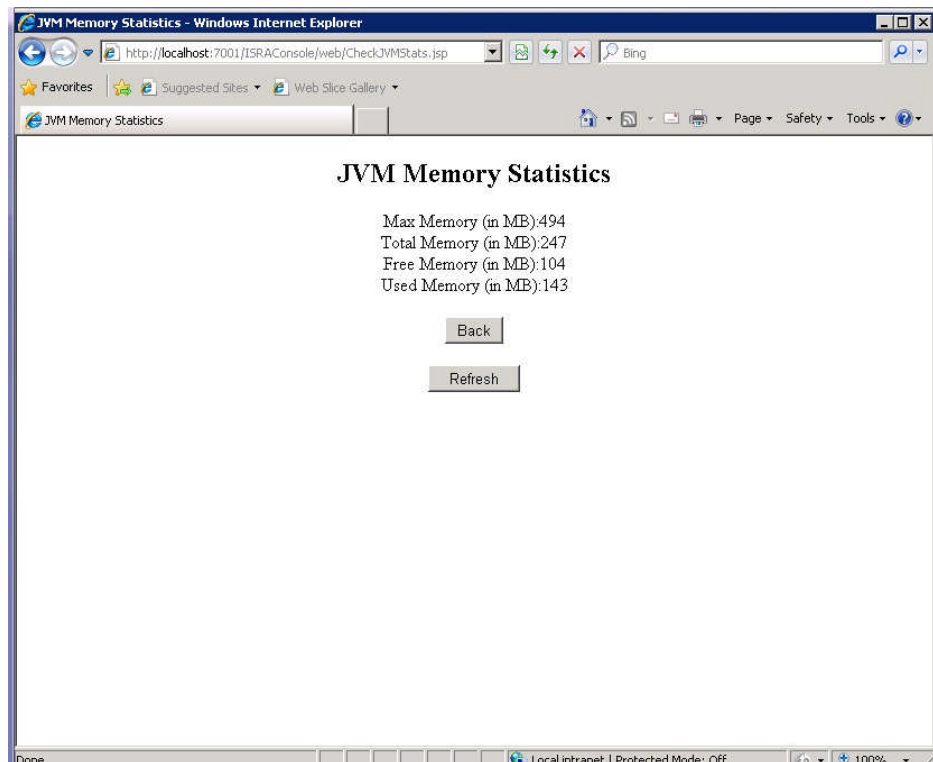 JVM Memory Statistics - Windows Internet Explorer
http://localhost:7001/ISRAConsole/web/CheckJVMStats.jsp
Bing
Favorites
Suggested Sites
Web Slice Gallery
JVM Memory Statistics
Page
Safety
Tools
JVM Memory Statistics
Max Memory (in MB):494
Total Memory (in MB):247
Free Memory (in MB):104
Used Memory (in MB):143
Back
Refresh
Done
Local intranet | Protected Mode: Off
100%